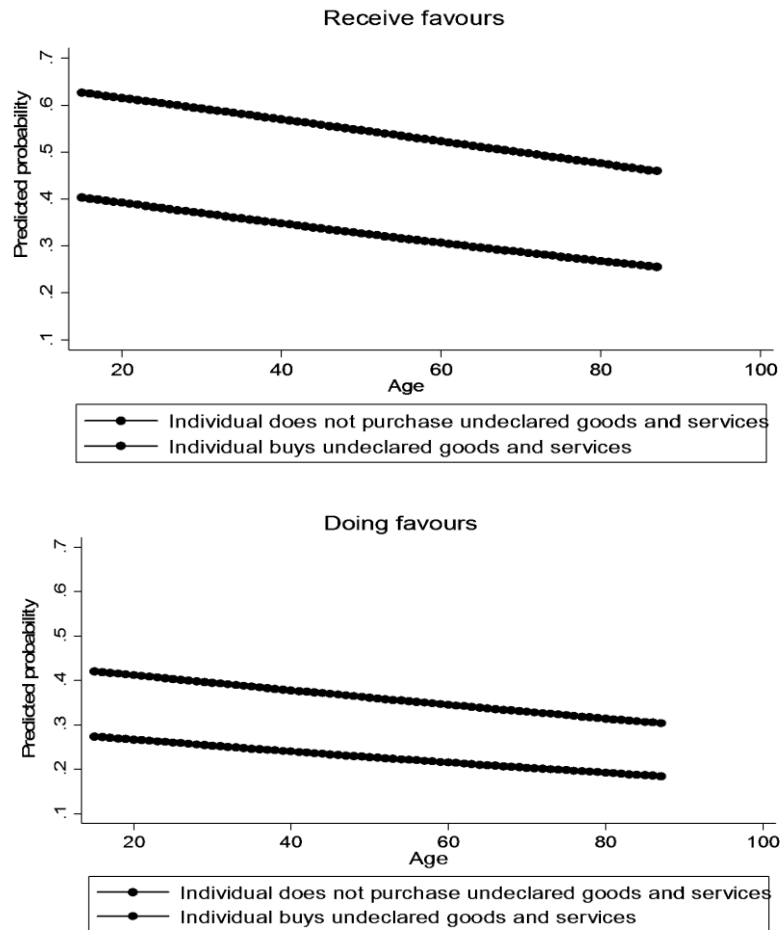 Receive favours
Predicted probability
.7
.6
.5
.4
.3
.2
.1
20 40 60 80 100
Age
Individual does not purchase undeclared goods and services
Individual buys undeclared goods and services
Doing favours
Predicted probability
.7
.6
.5
.4
.3
.2
.1
20 40 60 80 100
Age
Individual does not purchase undeclared goods and services
Individual buys undeclared goods and services